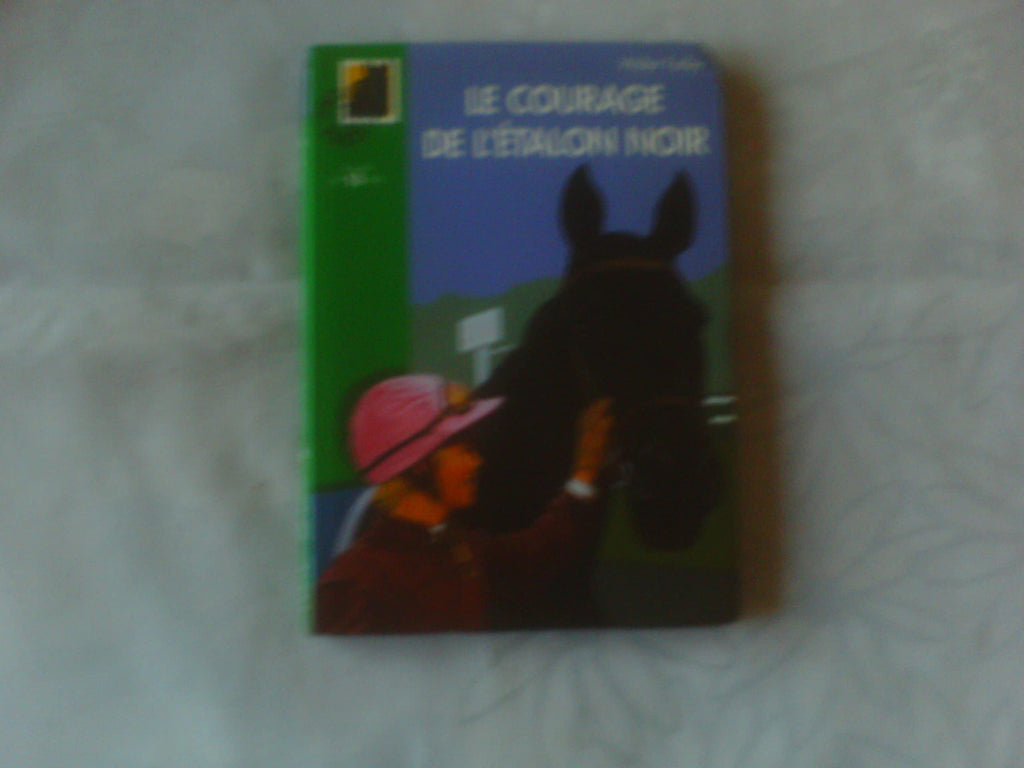 LE COURAGE
DE L'ÉTALON NOIR